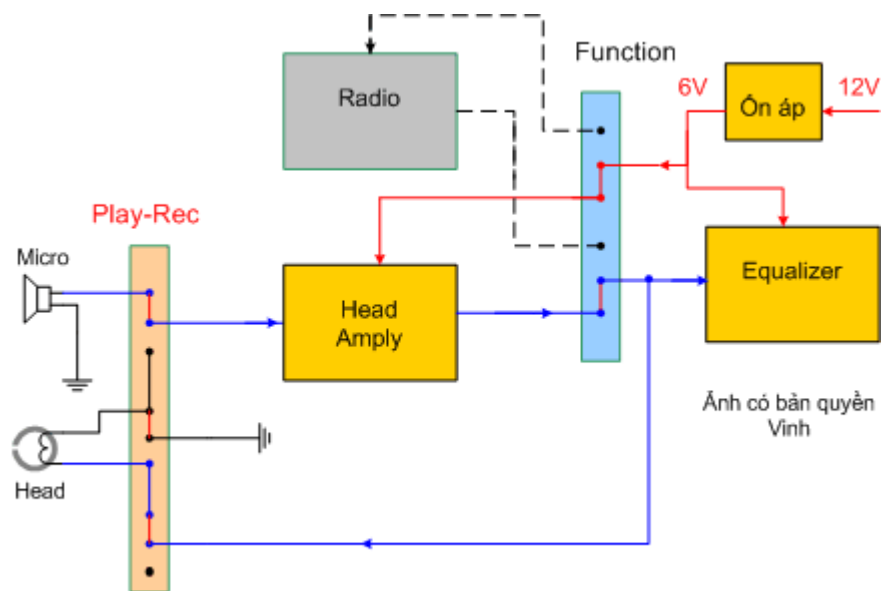 Function
6V
12V
Ổn áp
Radio
Play-Rec
Micro
Head
Amply
Equalizer
Ảnh có bản quyền
Vinh
Head